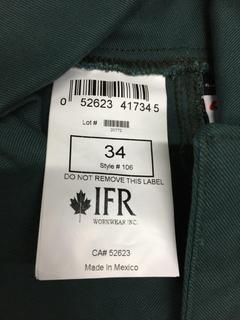 0 52623 41734 5
Lot #
20772
34
Style # 106
DO NOT REMOVE THIS LABEL
IFR
WORKWEAR INC.
CA# 52623
Made In Mexico